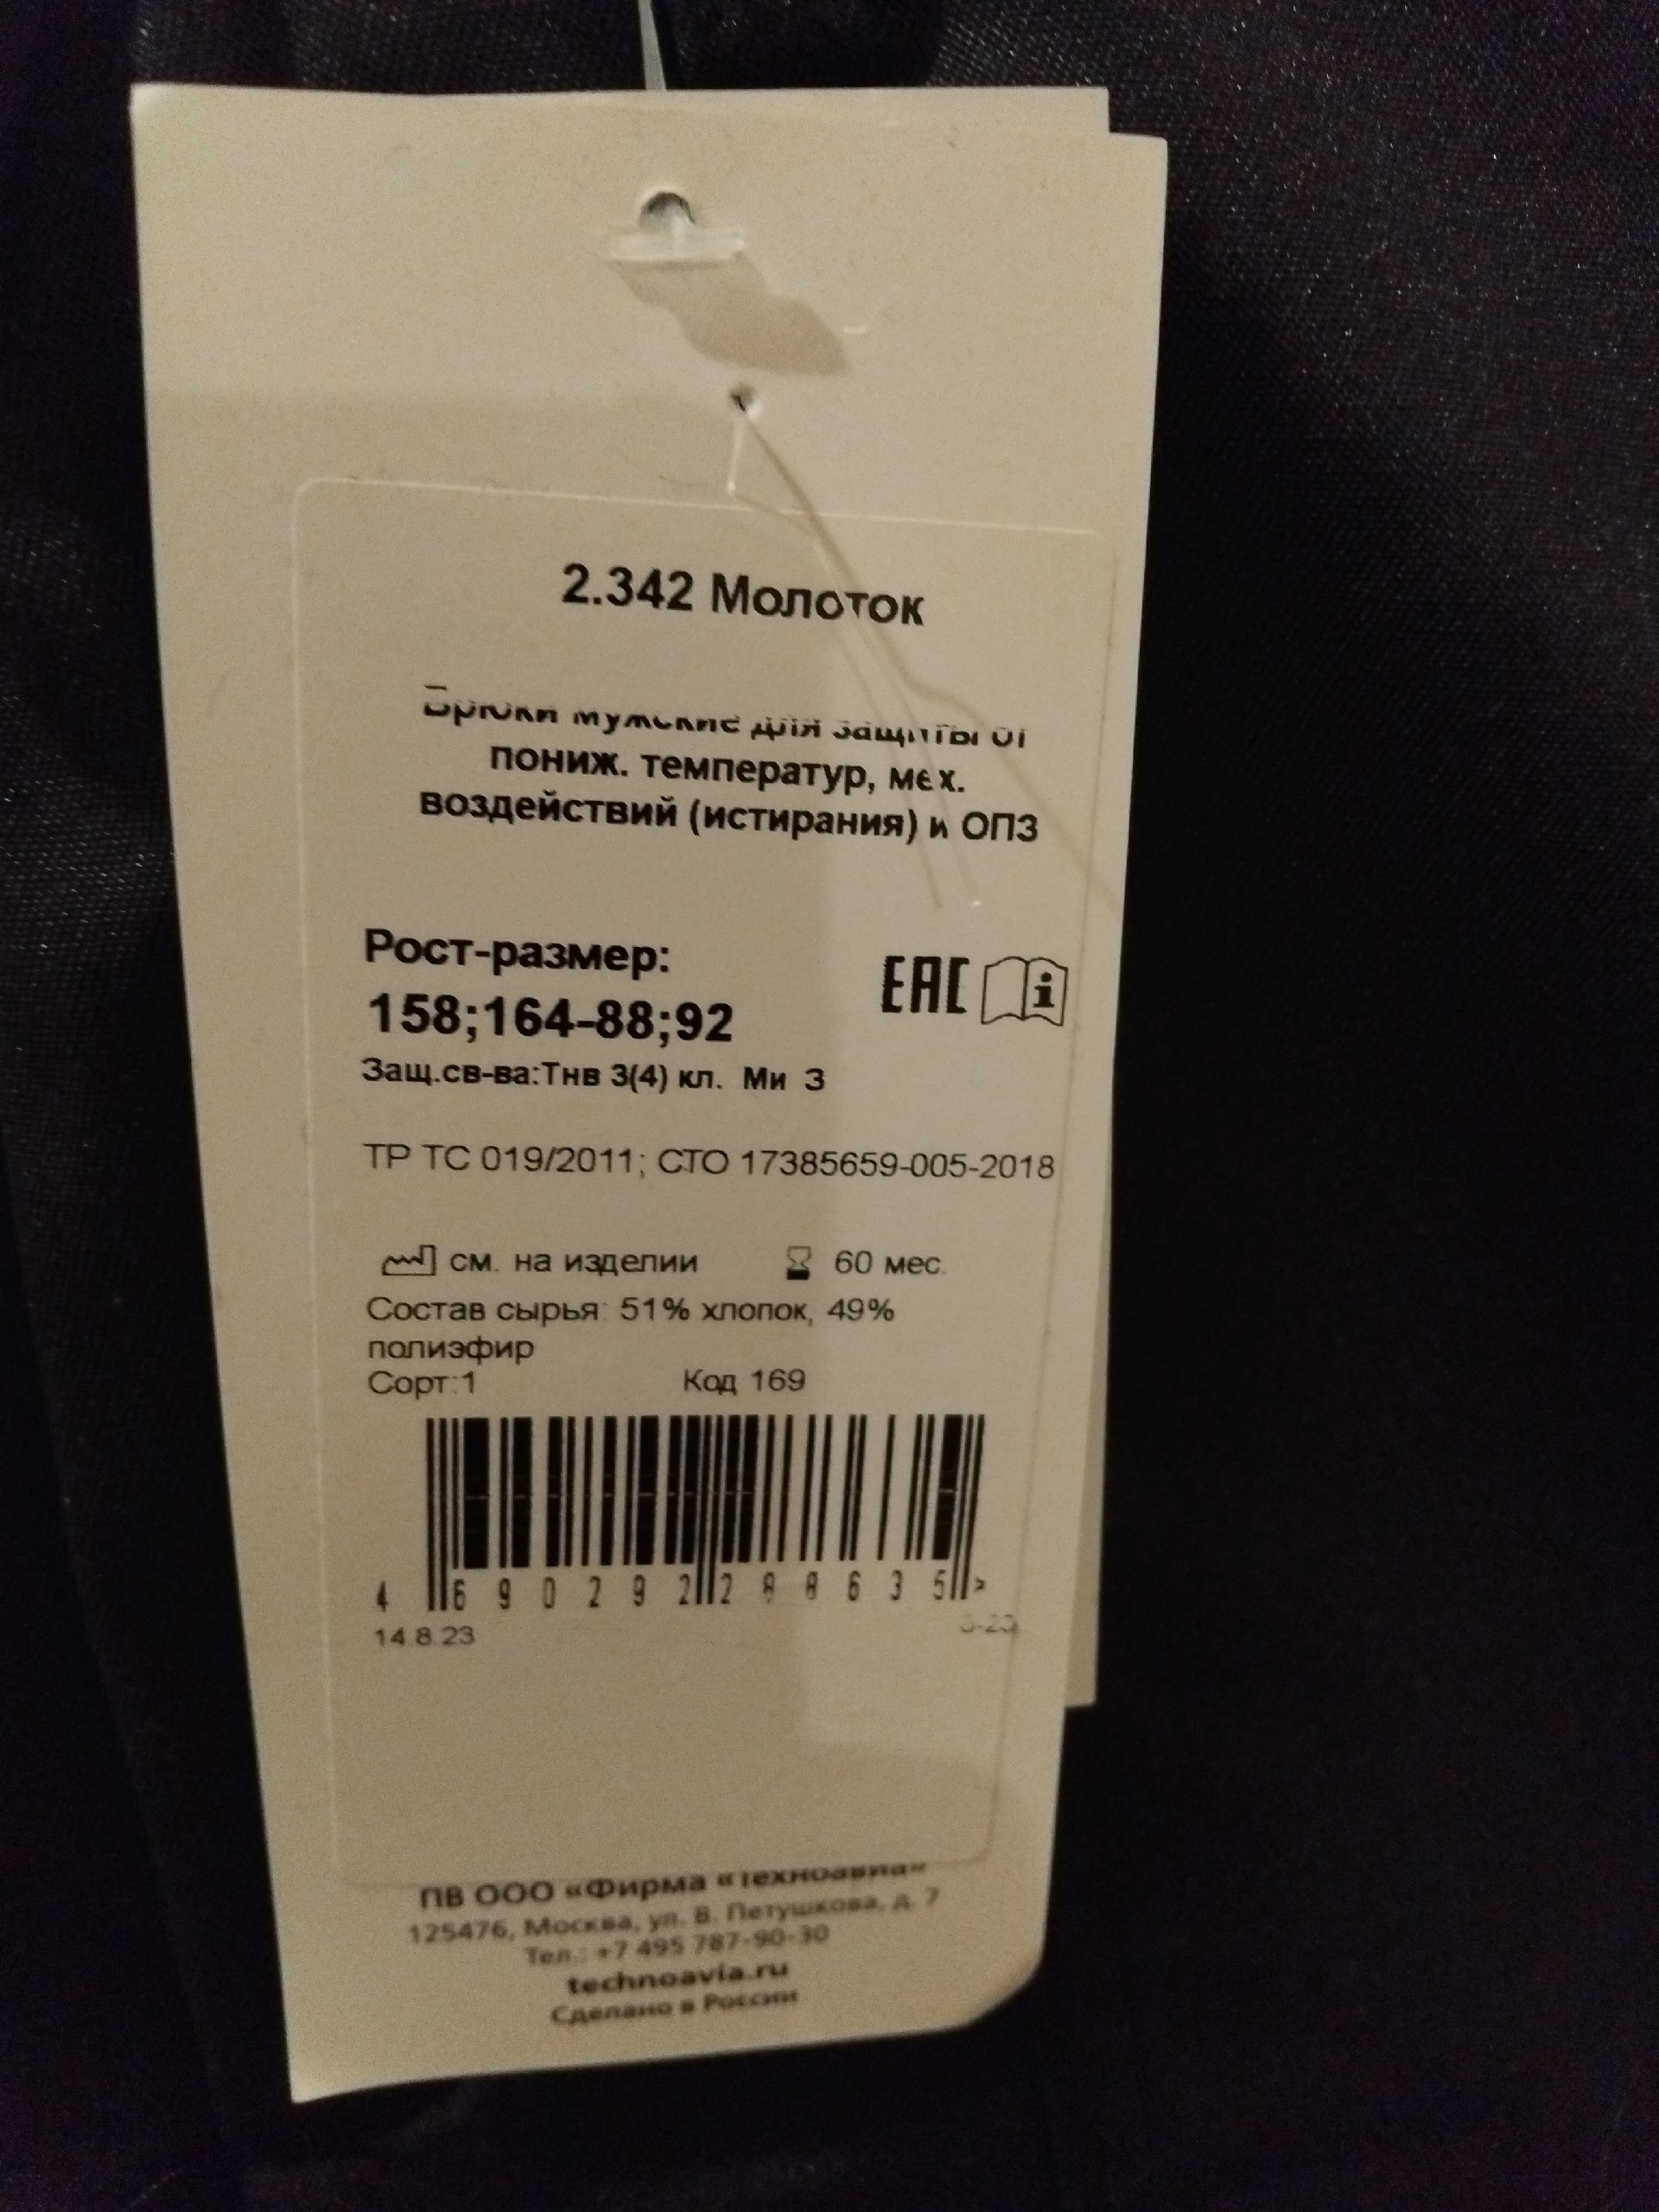 2.342 Молоток
Брюки мужские для защиты от
пониж. температур, мех.
воздействий (истирания) и ОПЗ
Рост-размер:
158;164-88;92
EAC i
Защ.св-ва:Тнв 3(4) кл. Ми З
ТР ТС 019/2011; СТО 17385659-005-2018
см. на изделии 60 мес.
Состав сырья: 51% хлопок, 49%
полиэфир
Сорт:1 Код 169
4 690292 288635 >
14.8.23
ПВ ООО «Фирма «Техноавиа»
125476, Москва, ул. В. Петушкова, д. 7
Тел.: +7 495 787-90-30
technoavia.ru
Сделано в России